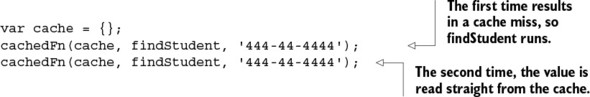 The first time results
in a cache miss, so
findStudent runs.
var cache = {};
cachedFn(cache, findStudent, '444-44-4444');
cachedFn(cache, findStudent, '444-44-4444');
The second time, the value is
read straight from the cache.